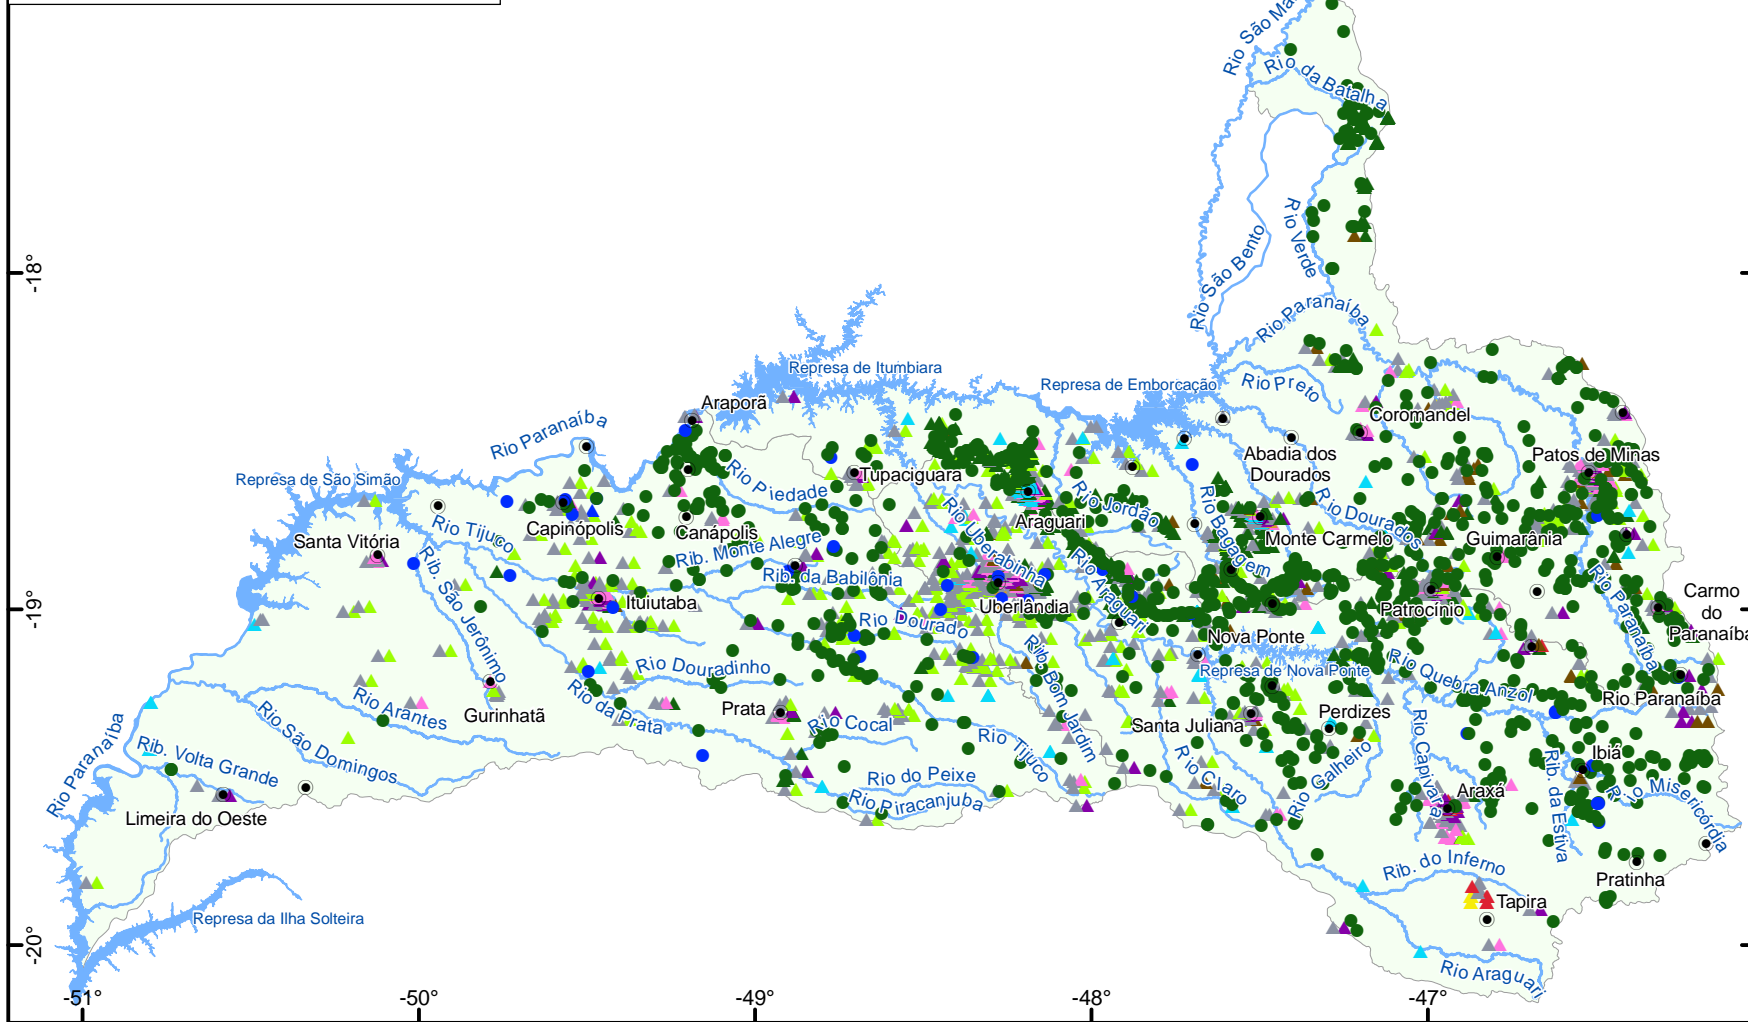 Rio São Ma
Rio da Batalha
Rio Verde
-18°
Rio São Bento
Rio Paranaíba
Represa de Itumbiara
Represa de Emborcação
Rio Preto
Araporã
Coromandel
Rio Paranaíba
Abadia dos
Dourados
Patos de Minas
Represa de São Simão
Tupaciguara
Rio Piedade
Rio Jordão
Rio Dourados
Rio Bagagem
Rio Uberabinha
Araguari
Capinópolis
Canápolis
Rio Tijuco
Santa Vitória
Monte Carmelo
Guimarânia
Rib. Monte Alegre
Rib. da Babilônia
Rib. São Jerônimo
Rio Araguari
Rio Paranaíba
Carmo
do
Paranaíba
-19°
Ituiutaba
Uberlândia
Patrocínio
Rio Dourado
Nova Ponte
Rib. Bom Jardim
Represa de Nova Ponte
Rio Quebra Anzol
Rio Douradinho
Rio da Prata
Rio Paranaíba
Gurinhatã
Rio Arantes
Rio São Domingos
Prata
Rio Cocal
Rio Tijuco
Santa Juliana
Perdizes
Rio Paranaíba
Rib. Volta Grande
Rio do Peixe
Rio Piracanjuba
Rio Claro
Rio Galheiro
Rio Capivara
Araxá
Ibiá
Rib. da Estiva
Rio Misericórdia
Limeira do Oeste
Rib. do Inferno
Pratinha
Tapira
Represa da Ilha Solteira
-20°
Rio Araguari
-51°
-50°
-49°
-48°
-47°